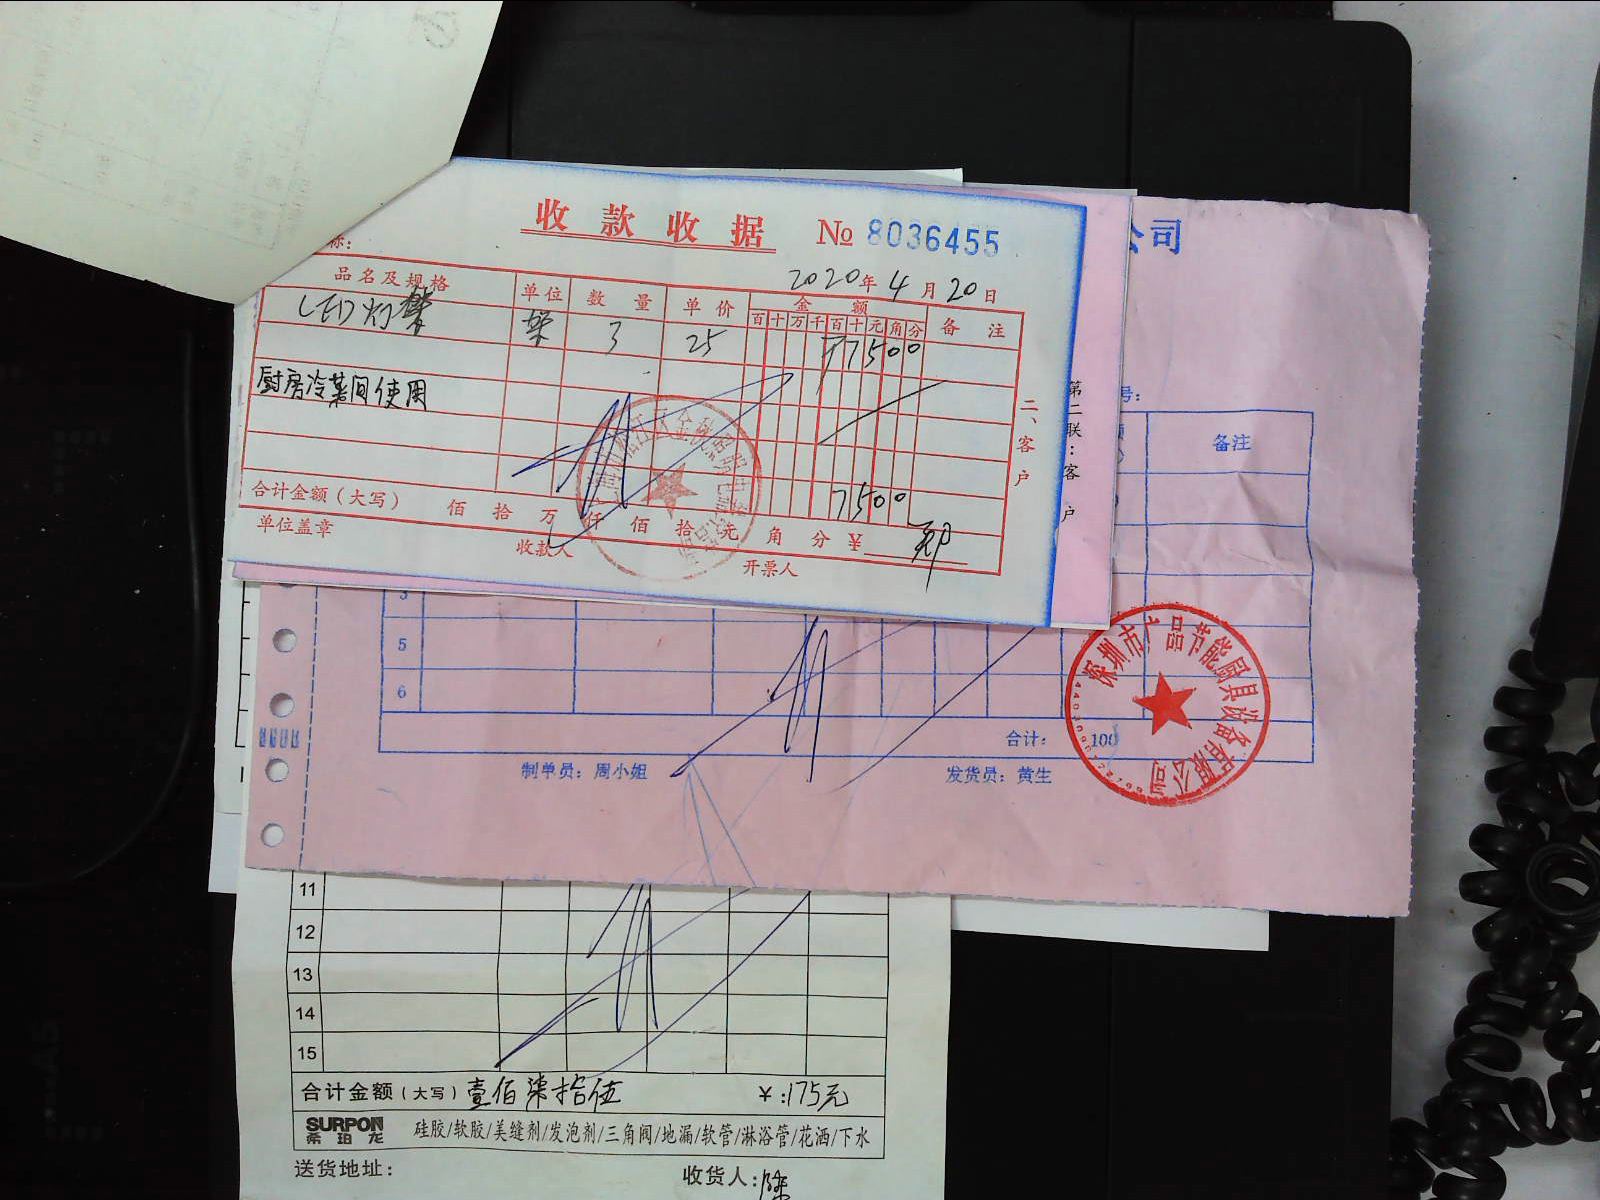 收款收据 № 8036455
2020年4月20日
品名及规格 单位 数量 单价 金额 备注
百十万千百十元角分
LED灯架 架 3 25 ¥7500
厨房冷菜间使用
7500
合计金额(大写) 佰 拾 万 仟 佰 拾 元 角 分 ¥
单位盖章 收款人 开票人
二、客户
第二联:客户
公司
号:
备注
5
6
合计: 100
制单员: 周小姐 发货员: 黄生
深圳市广品节能厨具设备有限公司
11
12
13
14
15
合计金额(大写) 壹佰柒拾伍 ¥:175元
SURPON 硅胶/软胶/美缝剂/发泡剂/三角阀/地漏/软管/淋浴管/花洒/下水
希珀龙
送货地址: 收货人: